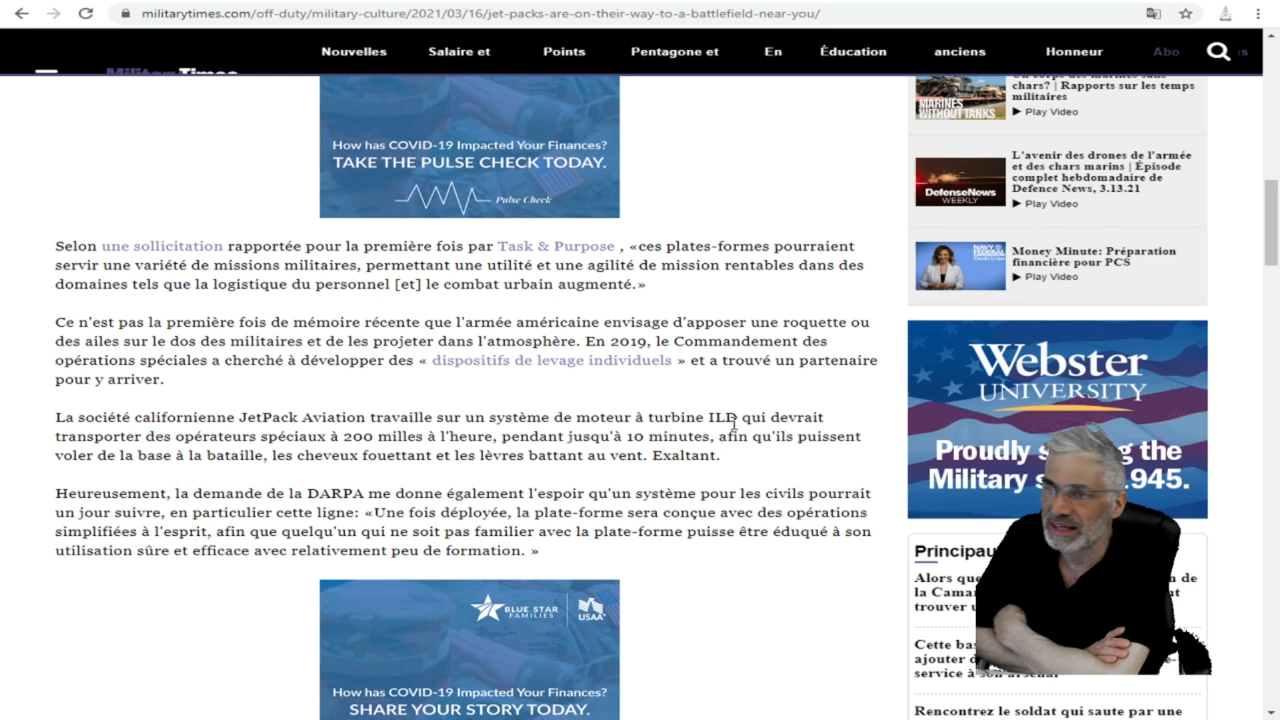 militarytimes.com/off-duty/military-culture/2021/03/16/jet-packs-are-on-their-way-to-a-battlefield-near-you/
Nouvelles Salaire et Points Pentagone et En Éducation anciens Honneur Abo
How has COVID-19 Impacted Your Finances?
TAKE THE PULSE CHECK TODAY.
Pulse Check
Selon une sollicitation rapportée pour la première fois par Task & Purpose , «ces plates-formes pourraient
servir une variété de missions militaires, permettant une utilité et une agilité de mission rentables dans des
domaines tels que la logistique du personnel [et] le combat urbain augmenté.»
Ce n'est pas la première fois de mémoire récente que l'armée américaine envisage d'apposer une roquette ou
des ailes sur le dos des militaires et de les projeter dans l'atmosphère. En 2019, le Commandement des
opérations spéciales a cherché à développer des « dispositifs de levage individuels » et a trouvé un partenaire
pour y arriver.
La société californienne JetPack Aviation travaille sur un système de moteur à turbine qui devrait
transporter des opérateurs spéciaux à 200 milles à l'heure, pendant jusqu'à 10 minutes, afin qu'ils puissent
voler de la base à la bataille, les cheveux fouettant et les lèvres battant au vent. Exaltant.
Heureusement, la demande de la DARPA me donne également l'espoir qu'un système pour les civils pourrait
un jour suivre, en particulier cette ligne: «Une fois déployée, la plate-forme sera conçue avec des opérations
simplifiées à l'esprit, afin que quelqu'un qui ne soit pas familier avec la plate-forme puisse être éduqué à son
utilisation sûre et efficace avec relativement peu de formation. »
BLUE STAR
FAMILIES
USAA
How has COVID-19 Impacted Your Finances?
SHARE YOUR STORY TODAY.
Un corps des marines sans
chars? | Rapports sur les temps
militaires
Play Video
MARINES
WITHOUT TANKS
L'avenir des drones de l'armée
et des chars marins | Épisode
complet hebdomadaire de
Defence News, 3.13.21
Play Video
DefenseNews
WEEKLY
Money Minute: Préparation
financière pour PCS
Play Video
NAVY
FEDERAL
Webster
UNIVERSITY
Proudly the
Military 1945.
Alors que de
la
trouver
Cette
ajouter
service à son arsenal
Rencontrez le soldat qui saute par une